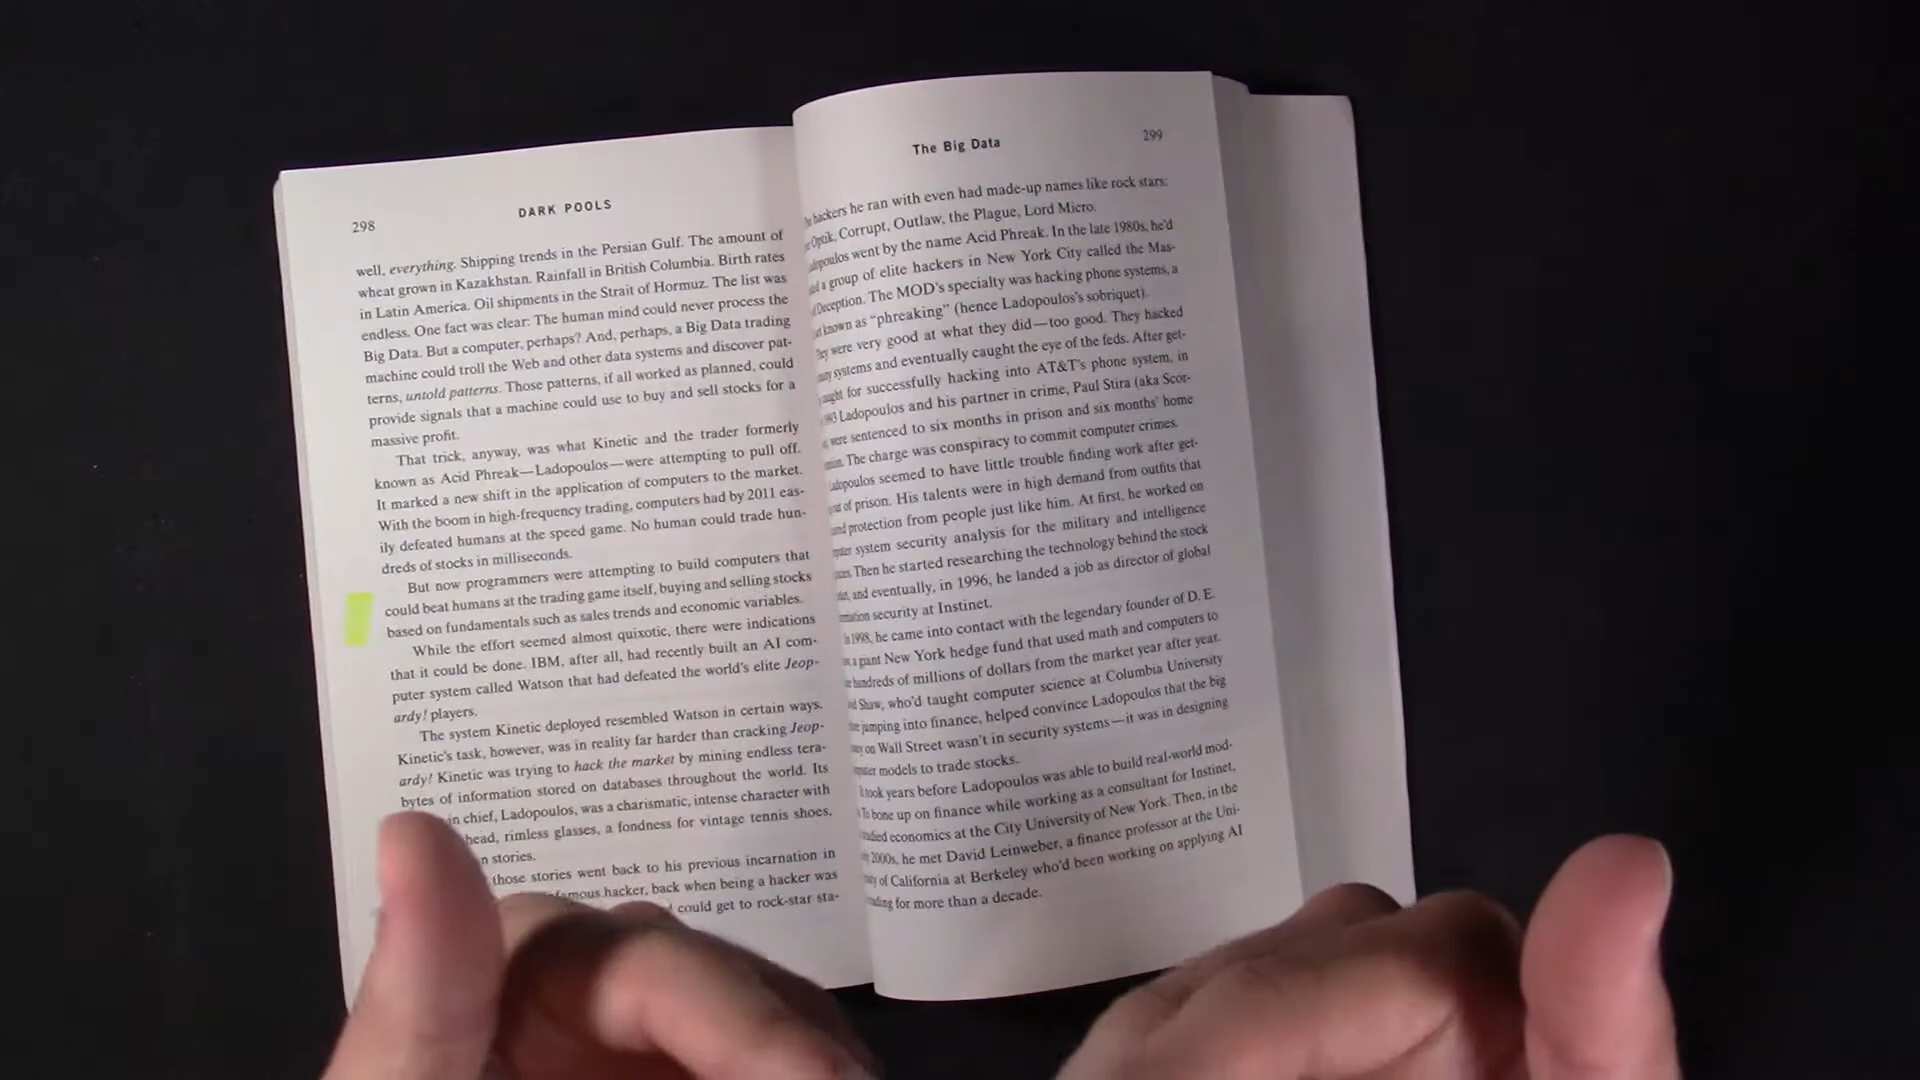 298
DARK POOLS
well, everything. Shipping trends in the Persian Gulf. The amount of
wheat grown in Kazakhstan. Rainfall in British Columbia. Birth rates
in Latin America. Oil shipments in the Strait of Hormuz. The list was
endless. One fact was clear: The human mind could never process the
Big Data. But a computer, perhaps? And, perhaps, a Big Data trading
machine could troll the Web and other data systems and discover pat-
terns, untold patterns. Those patterns, if all worked as planned, could
provide signals that a machine could use to buy and sell stocks for a
massive profit.
That trick, anyway, was what Kinetic and the trader formerly
known as Acid Phreak—Ladopoulos—were attempting to pull off.
It marked a new shift in the application of computers to the market.
With the boom in high-frequency trading, computers had by 2011 eas-
ily defeated humans at the speed game. No human could trade hun-
dreds of stocks in milliseconds.
But now programmers were attempting to build computers that
could beat humans at the trading game itself, buying and selling stocks
based on fundamentals such as sales trends and economic variables.
While the effort seemed almost quixotic, there were indications
that it could be done. IBM, after all, had recently built an AI com-
puter system called Watson that had defeated the world's elite Jeop-
ardy! players.
The system Kinetic deployed resembled Watson in certain ways.
Kinetic's task, however, was in reality far harder than cracking Jeop-
ardy! Kinetic was trying to hack the market by mining endless tera-
bytes of information stored on databases throughout the world. Its
in chief, Ladopoulos, was a charismatic, intense character with
head, rimless glasses, a fondness for vintage tennis shoes,
stories.
those stories went back to his previous incarnation in
hacker, back when being a hacker was
could get to rock-star sta-
The Big Data
299
hackers he ran with even had made-up names like rock stars:
Optik, Corrupt, Outlaw, the Plague, Lord Micro.
went by the name Acid Phreak. In the late 1980s, he'd
a group of elite hackers in New York City called the Mas-
Deception. The MOD's specialty was hacking phone systems, a
known as "phreaking" (hence Ladopoulos's sobriquet).
were very good at what they did—too good. They hacked
systems and eventually caught the eye of the feds. After get-
for successfully hacking into AT&T's phone system, in
Ladopoulos and his partner in crime, Paul Stira (aka Scor-
were sentenced to six months in prison and six months' home
The charge was conspiracy to commit computer crimes.
seemed to have little trouble finding work after get-
of prison. His talents were in high demand from outfits that
protection from people just like him. At first, he worked on
system security analysis for the military and intelligence
Then he started researching the technology behind the stock
and eventually, in 1996, he landed a job as director of global
security at Instinet.
1998, he came into contact with the legendary founder of D. E.
a giant New York hedge fund that used math and computers to
hundreds of millions of dollars from the market year after year.
Shaw, who'd taught computer science at Columbia University
jumping into finance, helped convince Ladopoulos that the big
on Wall Street wasn't in security systems—it was in designing
models to trade stocks.
took years before Ladopoulos was able to build real-world mod-
To bone up on finance while working as a consultant for Instinet,
economics at the City University of New York. Then, in the
2000s, he met David Leinweber, a finance professor at the Uni-
of California at Berkeley who'd been working on applying AI
for more than a decade.